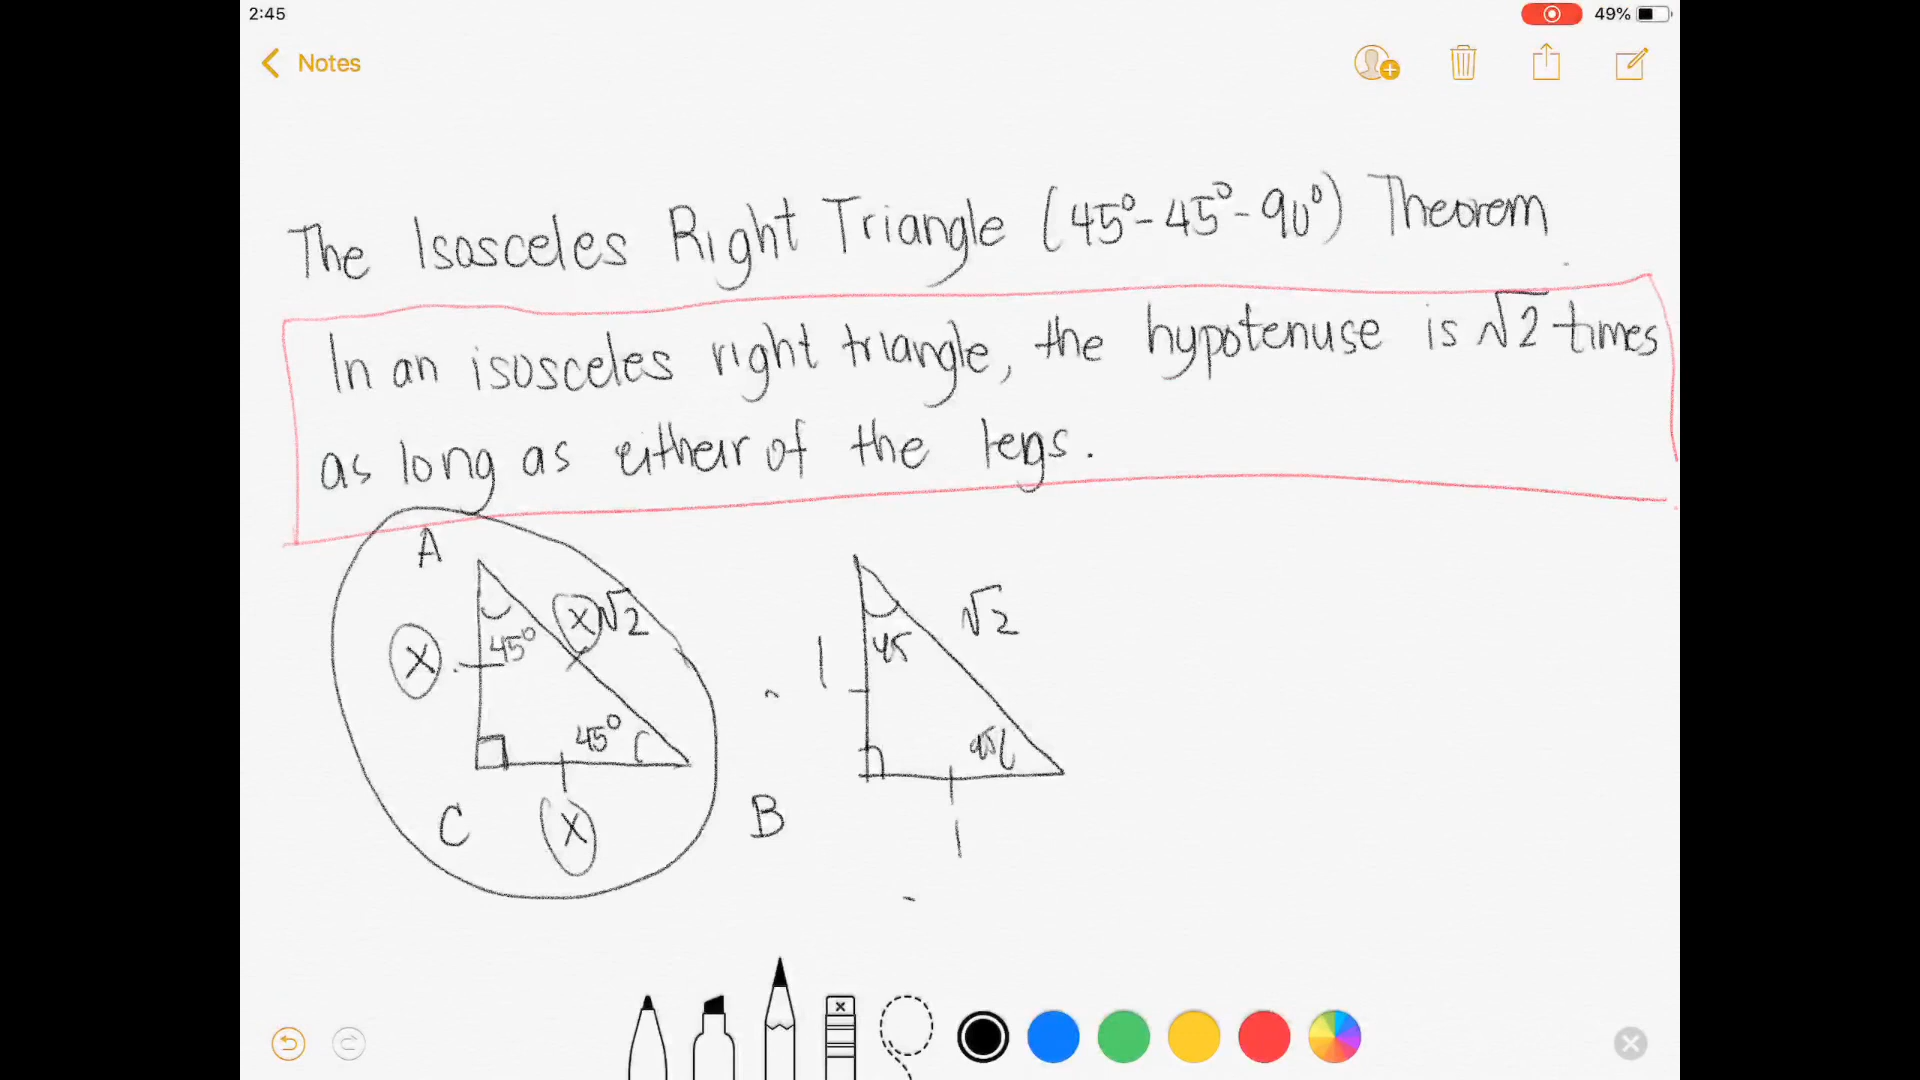 2:45
49%
Notes
The Isosceles Right Triangle (45°-45°-90°) Theorem
In an isosceles right triangle, the hypotenuse is √2 times
as long as either of the legs.
A
X√2
√2
45°
X
1
45
45°
45
C
X
B
1